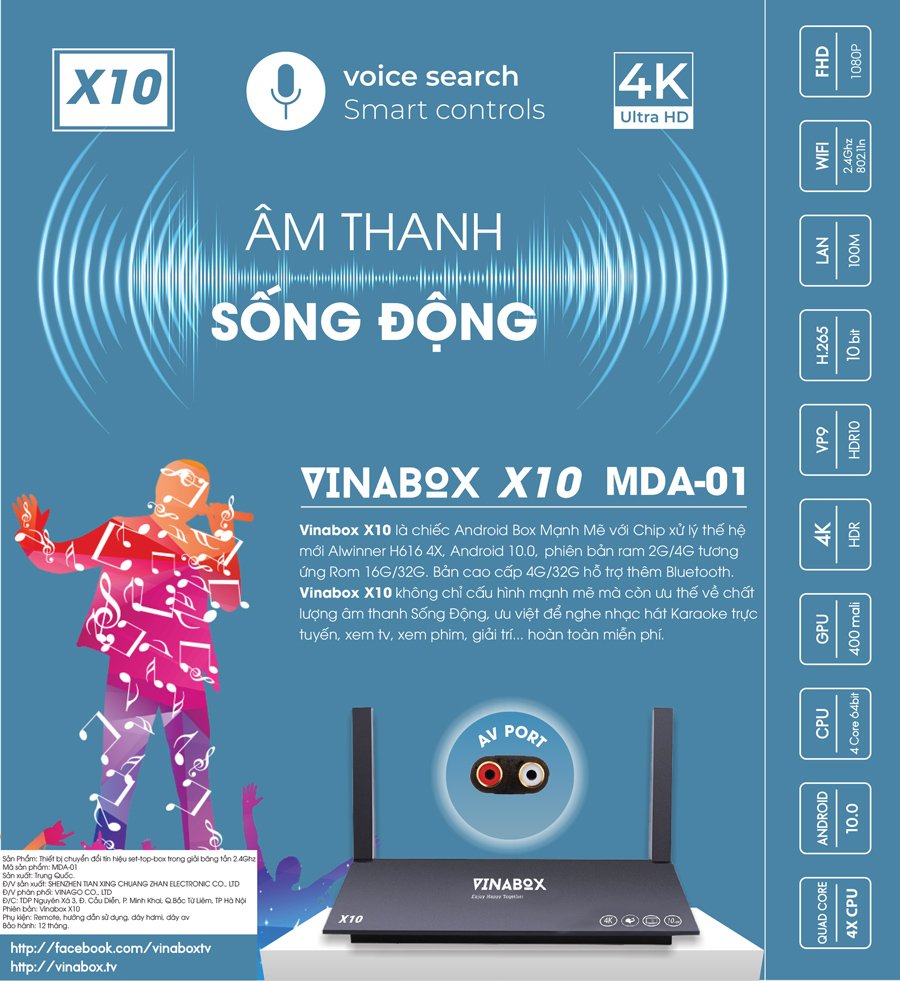 X10
voice search
Smart controls
4K
Ultra HD
ÂM THANH
SỐNG ĐỘNG
VINABOX X10 MDA-01
Vinabox X10 là chiếc Android Box Mạnh Mẽ với Chip xử lý thế hệ
mới Alwinner H616 4X, Android 10.0, phiên bản ram 2G/4G tương
ứng Rom 16G/32G. Bản cao cấp 4G/32G hỗ trợ thêm Bluetooth.
Vinabox X10 không chỉ cấu hình mạnh mẽ mà còn ưu thế về chất
lượng âm thanh Sống Động, ưu việt để nghe nhạc hát Karaoke trực
tuyến, xem tv, xem phim, giải trí... hoàn toàn miễn phí.
AV PORT
VINABOX
Enjoy Happy Together
X10
4K
Sản Phẩm: Thiết bị chuyển đổi tín hiệu set-top-box trong giải băng tần 2.4Ghz
Mã sản phẩm: MDA-01
Sản xuất: Trung Quốc.
Đ/V sản xuất: SHENZHEN TIAN XING CHUANG ZHAN ELECTRONIC CO., LTD
Đ/V phân phối: VINAGO CO., LTD
Đ/C: TDP Nguyên Xá 3, Đ. Cầu Diễn, P. Minh Khai, Q.Bắc Từ Liêm, TP Hà Nội
Phiên bản: Vinabox X10
Phụ kiện: Remote, hướng dẫn sử dụng, dây hdmi, dây av
Bảo hành: 12 tháng.
http://facebook.com/vinaboxtv
http://vinabox.tv
FHD
1080P
WIFI
2.4Ghz
802.11n
LAN
100M
H.265
10 bit
VP9
HDR10
4K
HDR
GPU
400 mali
CPU
4 Core 64bit
ANDROID
10.0
QUAD CORE
4X CPU